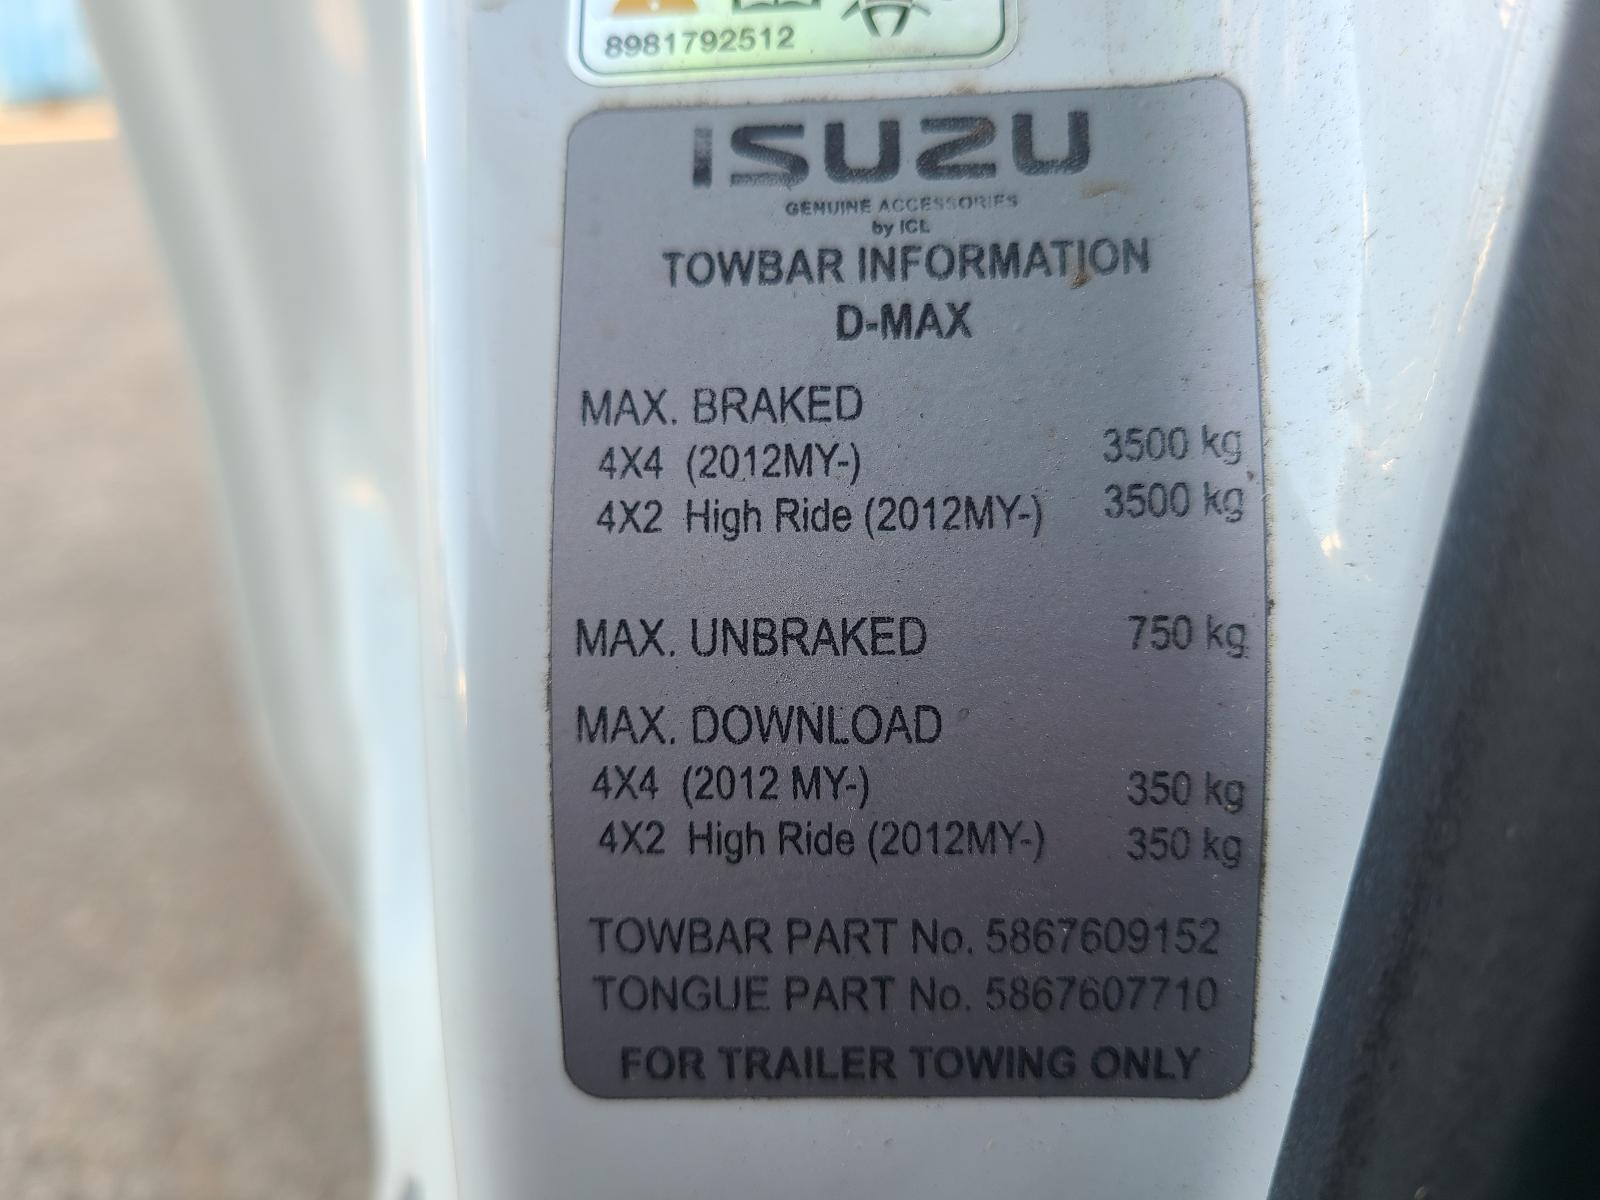 8981792512
ISUZU
GENUINE ACCESSORIES
by ICL
TOWBAR INFORMATION
D-MAX
MAX. BRAKED
4X4 (2012MY-) 3500 kg
4X2 High Ride (2012MY-) 3500 kg
MAX. UNBRAKED 750 kg
MAX. DOWNLOAD
4X4 (2012 MY-) 350 kg
4X2 High Ride (2012MY-) 350 kg
TOWBAR PART No. 5867609152
TONGUE PART No. 5867607710
FOR TRAILER TOWING ONLY